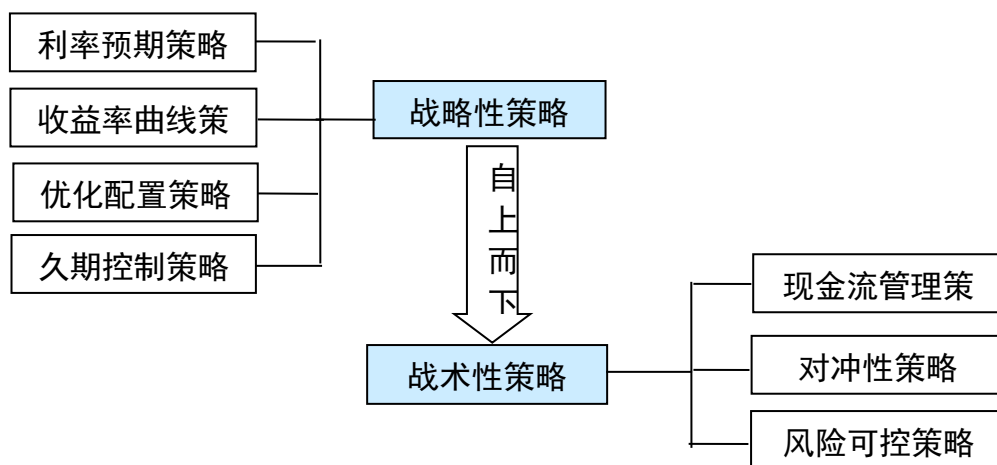 利率预期策略
收益率曲线策
优化配置策略
久期控制策略
战略性策略
自
上
而
下
战术性策略
现金流管理策
对冲性策略
风险可控策略